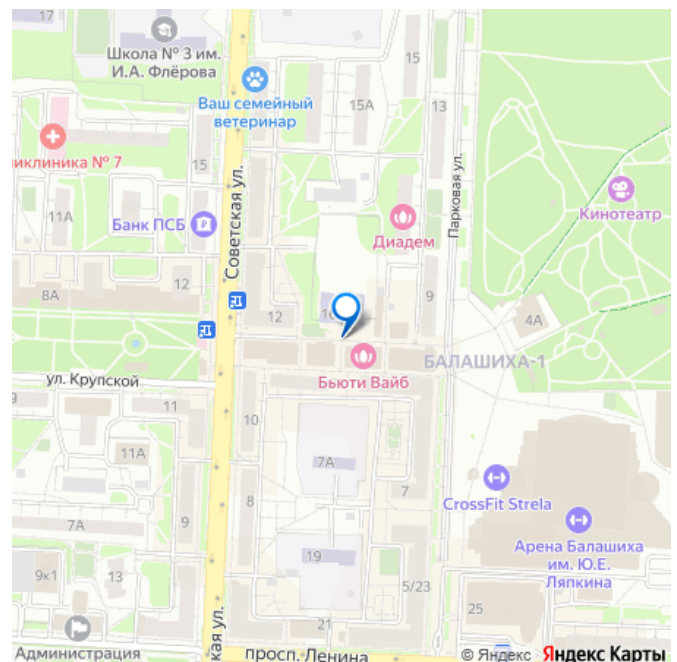 17
Школа № 3 им.
И.А. Флёрова
Ваш семейный
ветеринар
15А
13
15
иклиника № 7
11А
Банк ПСБ
Советская ул.
Парковая ул.
Кинотеатр
Диадем
12
8А
12
9
4А
БАЛАШИХА-1
Бьюти Вайб
ул. Крупской
9
11
10
11А
7А
8
7
CrossFit Strela
7А
9
Арена Балашиха
им. Ю.Е.
Ляпкина
19
9к1
13
5/23
25
21
Администрация
кая ул.
просп. Ленина
© Яндекс
Яндекс Карты